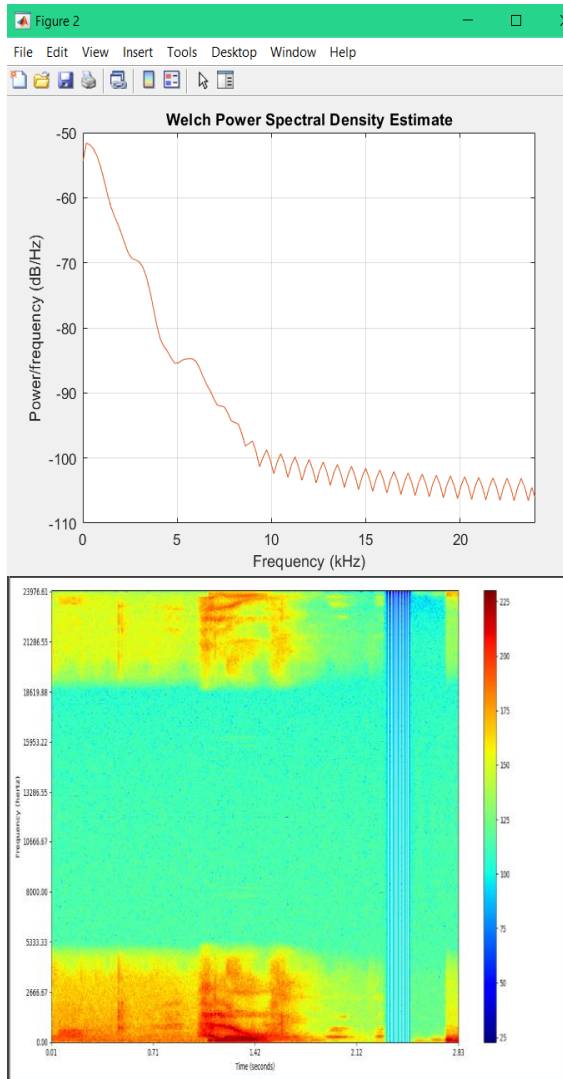 Figure 2
File Edit View Insert Tools Desktop Window Help
Welch Power Spectral Density Estimate
Power/frequency (dB/Hz)
-50
-60
-70
-80
-90
-100
-110
0 5 10 15 20
Frequency (kHz)
Frequency (hertz)
23976.61
21286.55
18619.88
15953.22
13286.55
10666.67
8000.00
5333.33
2666.67
0.00
0.01 0.71 1.42 2.12 2.83
Time (seconds)
225
200
175
150
125
100
75
50
25